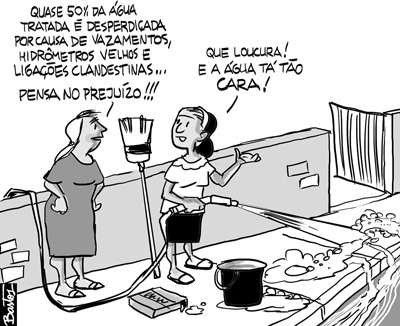 QUASE 50% DA ÁGUA
TRATADA É DESPERDIÇADA
POR CAUSA DE VAZAMENTOS,
HIDRÔMETROS VELHOS E
LIGAÇÕES CLANDESTINAS...
PENSA NO PREJUÍZO!!!
QUE LOUCURA!
E A ÁGUA TÁ TÃO
CARA!